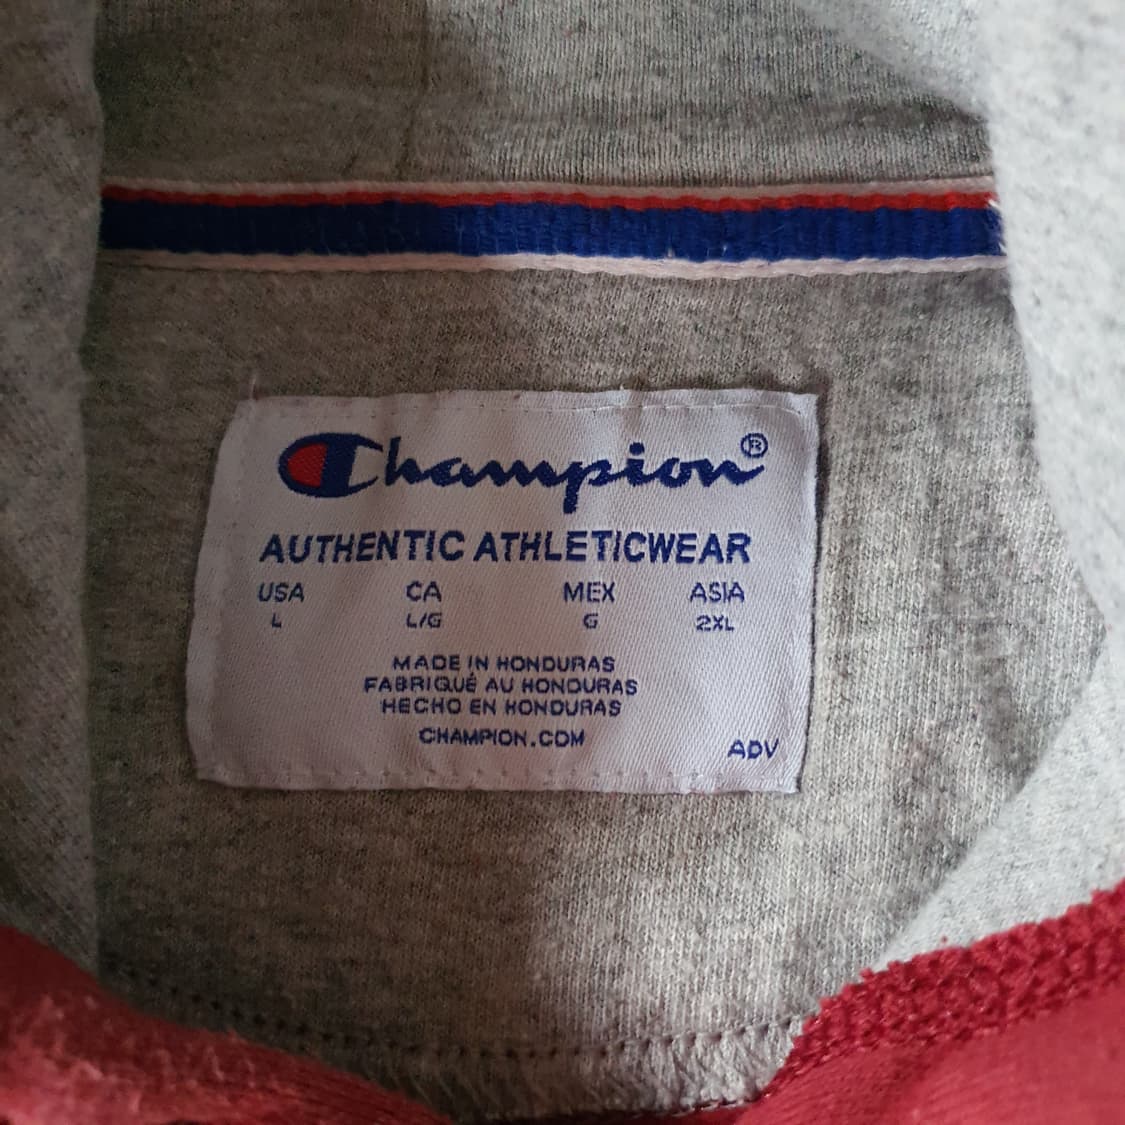 Champion®
AUTHENTIC ATHLETICWEAR
USA CA MEX ASIA
L L/G G 2XL
MADE IN HONDURAS
FABRIQUÉ AU HONDURAS
HECHO EN HONDURAS
CHAMPION.COM
ADV